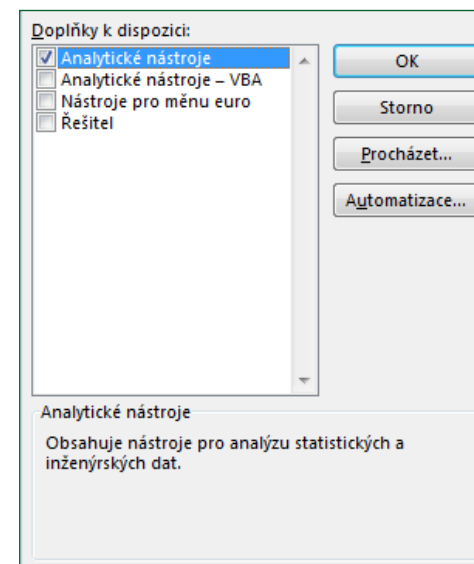 Doplňky k dispozici:
Analytické nástroje
Analytické nástroje – VBA
Nástroje pro měnu euro
Řešitel
OK
Storno
Procházet...
Automatizace...
Analytické nástroje
Obsahuje nástroje pro analýzu statistických a
inženýrských dat.